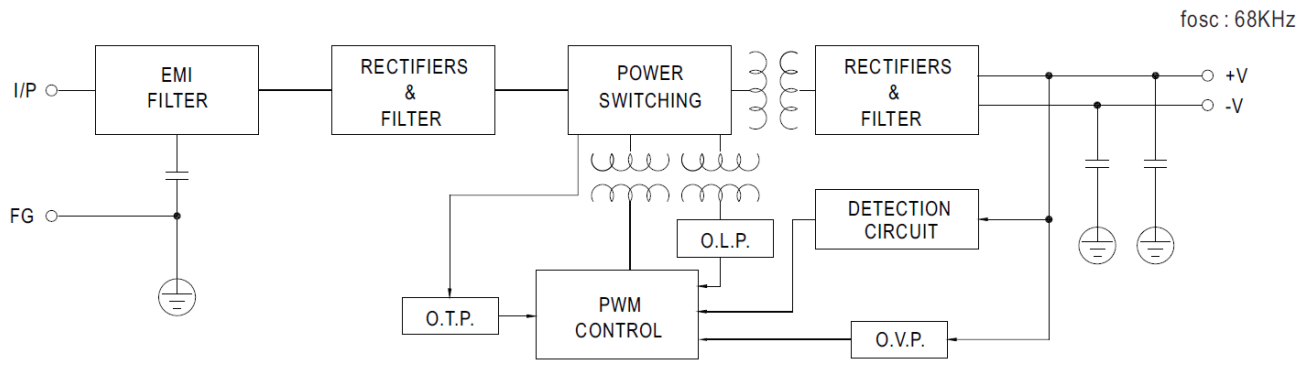 fosc : 68KHz
I/P
EMI
FILTER
RECTIFIERS
&
FILTER
POWER
SWITCHING
RECTIFIERS
&
FILTER
+V
-V
FG
DETECTION
CIRCUIT
O.L.P.
O.T.P.
PWM
CONTROL
O.V.P.